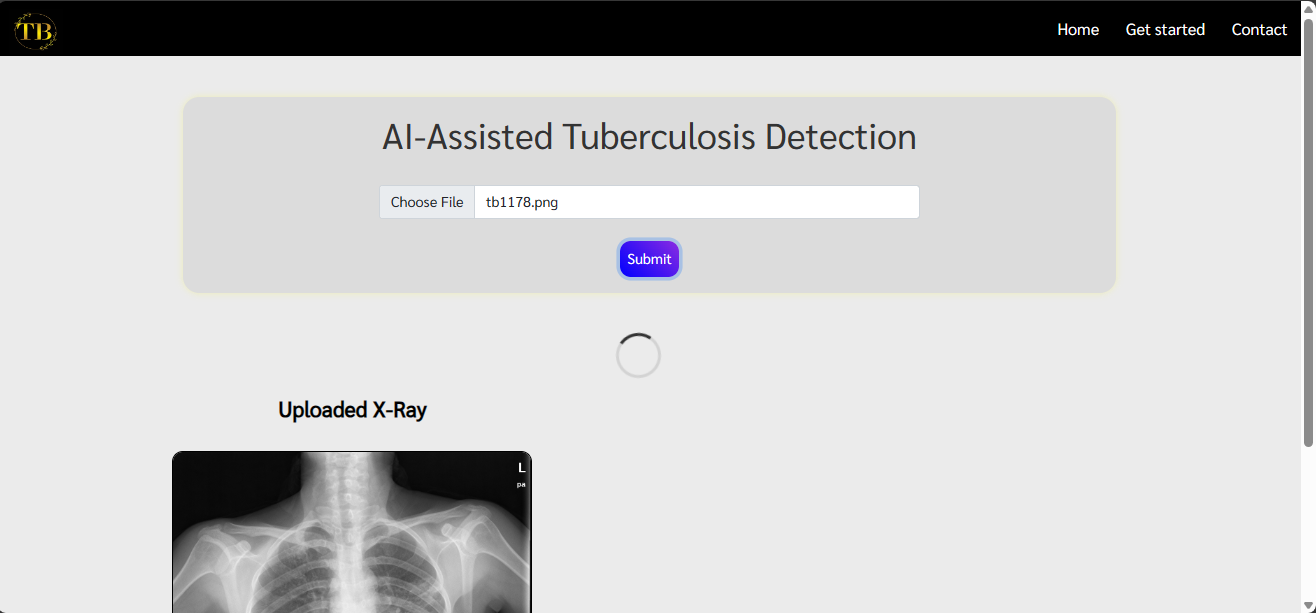 TB
Home Get started Contact
AI-Assisted Tuberculosis Detection
Choose File tb1178.png
Submit
Uploaded X-Ray
L
pa